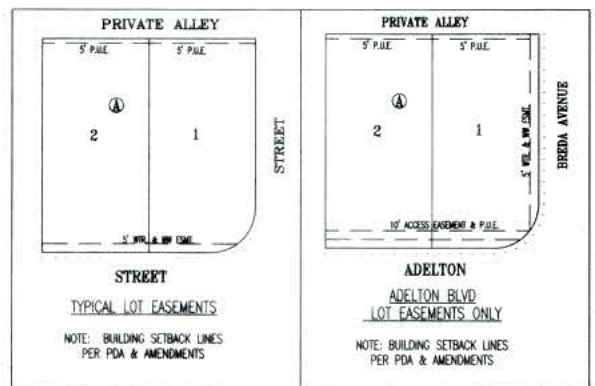 PRIVATE ALLEY
5' P.U.E.
5' P.U.E.
A
2
1
STREET
5' WTR. & WW ESMT.
STREET
TYPICAL LOT EASEMENTS
NOTE: BUILDING SETBACK LINES
PER PDA & AMENDMENTS
PRIVATE ALLEY
5' P.U.E.
5' P.U.E.
A
2
1
5' WTR. & WW ESMT.
BREDA AVENUE
10' ACCESS EASEMENT & P.U.E.
ADELTON
ADELTON BLVD
LOT EASEMENTS ONLY
NOTE: BUILDING SETBACK LINES
PER PDA & AMENDMENTS